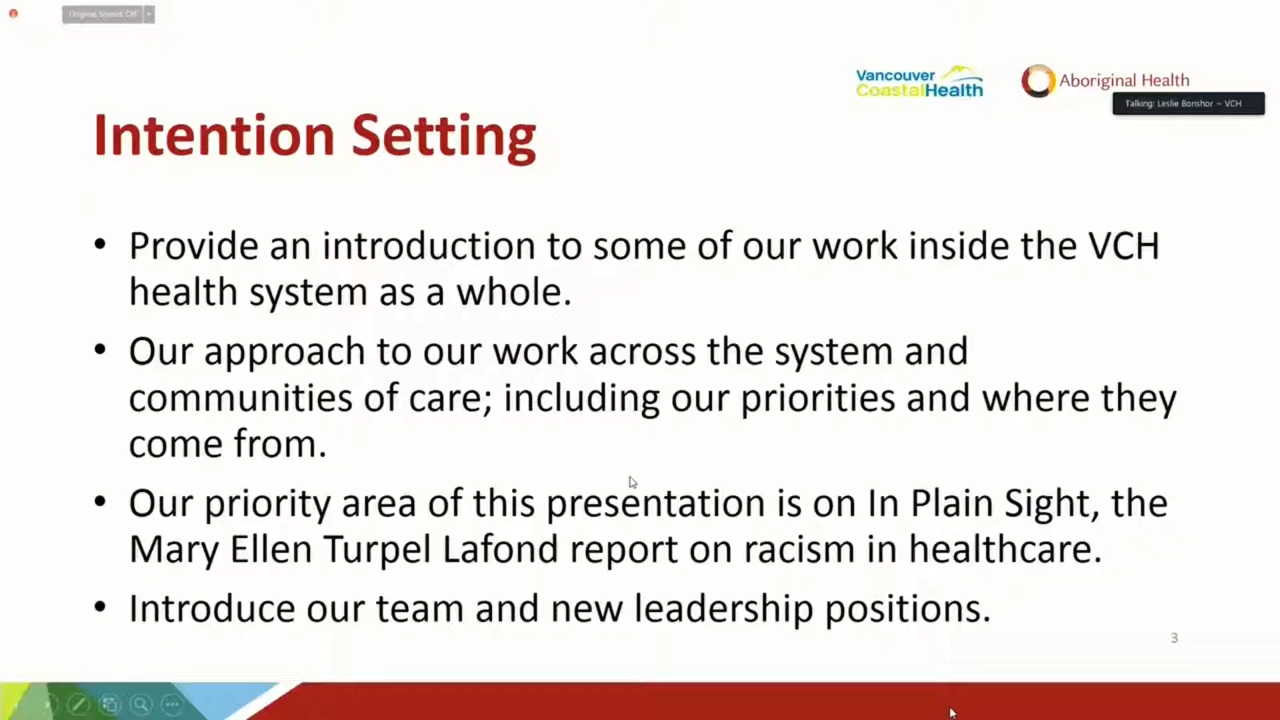 Original Sound: Off
Vancouver
CoastalHealth
Aboriginal Health
Talking: Leslie Bonshor - VCH
Intention Setting
• Provide an introduction to some of our work inside the VCH
health system as a whole.
• Our approach to our work across the system and
communities of care; including our priorities and where they
come from.
• Our priority area of this presentation is on In Plain Sight, the
Mary Ellen Turpel Lafond report on racism in healthcare.
• Introduce our team and new leadership positions.
3